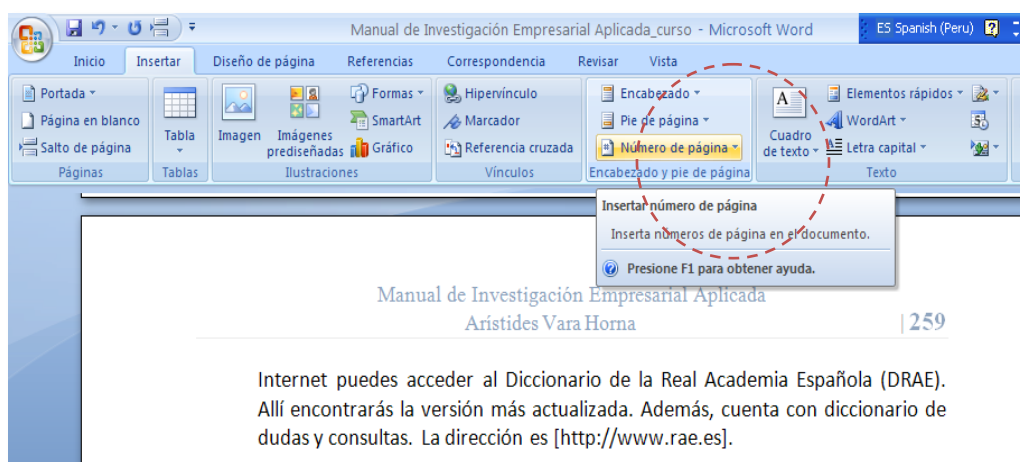 Manual de Investigación Empresarial Aplicada_curso - Microsoft Word
ES Spanish (Peru)
Inicio Insertar Diseño de página Referencias Correspondencia Revisar Vista
Portada
Página en blanco
Salto de página
Páginas
Tabla
Tablas
Imagen
Imágenes
prediseñadas
Formas
SmartArt
Gráfico
Ilustraciones
Hipervínculo
Marcador
Referencia cruzada
Vínculos
Encabezado
Pie de página
Número de página
Encabezado y pie de página
Cuadro
de texto
Elementos rápidos
WordArt
Letra capital
Texto
Insertar número de página
Inserta números de página en el documento.
Presione F1 para obtener ayuda.
Manual de Investigación Empresarial Aplicada
Arístides Vara Horna |259
Internet puedes acceder al Diccionario de la Real Academia Española (DRAE).
Allí encontrarás la versión más actualizada. Además, cuenta con diccionario de
dudas y consultas. La dirección es [http://www.rae.es].